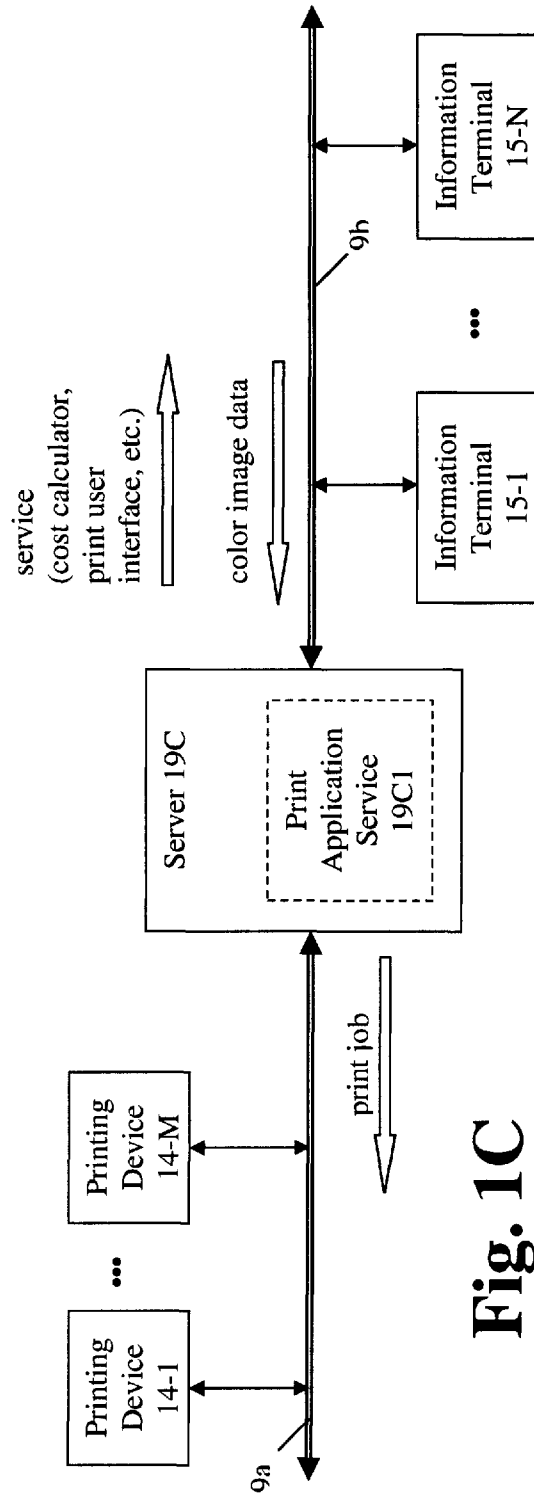 Printing
Device
14-1
•••
Printing
Device
14-M
9a
print job
Server 19C
Print
Application
Service
19C1
service
(cost calculator,
print user
interface, etc.)
color image data
9b
Information
Terminal
15-1
•••
Information
Terminal
15-N
Fig. 1C